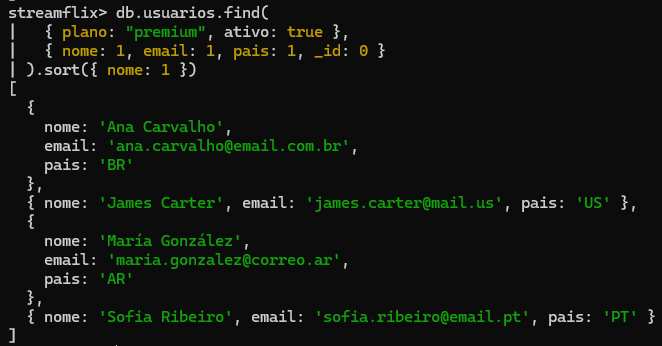 streamflix> db.usuarios.find(
|   { plano: "premium", ativo: true },
|   { nome: 1, email: 1, pais: 1, _id: 0 }
| ).sort({ nome: 1 })
[
  {
    nome: 'Ana Carvalho',
    email: 'ana.carvalho@email.com.br',
    pais: 'BR'
  },
  { nome: 'James Carter', email: 'james.carter@mail.us', pais: 'US' },
  {
    nome: 'María González',
    email: 'maria.gonzalez@correo.ar',
    pais: 'AR'
  },
  { nome: 'Sofia Ribeiro', email: 'sofia.ribeiro@email.pt', pais: 'PT' }
]